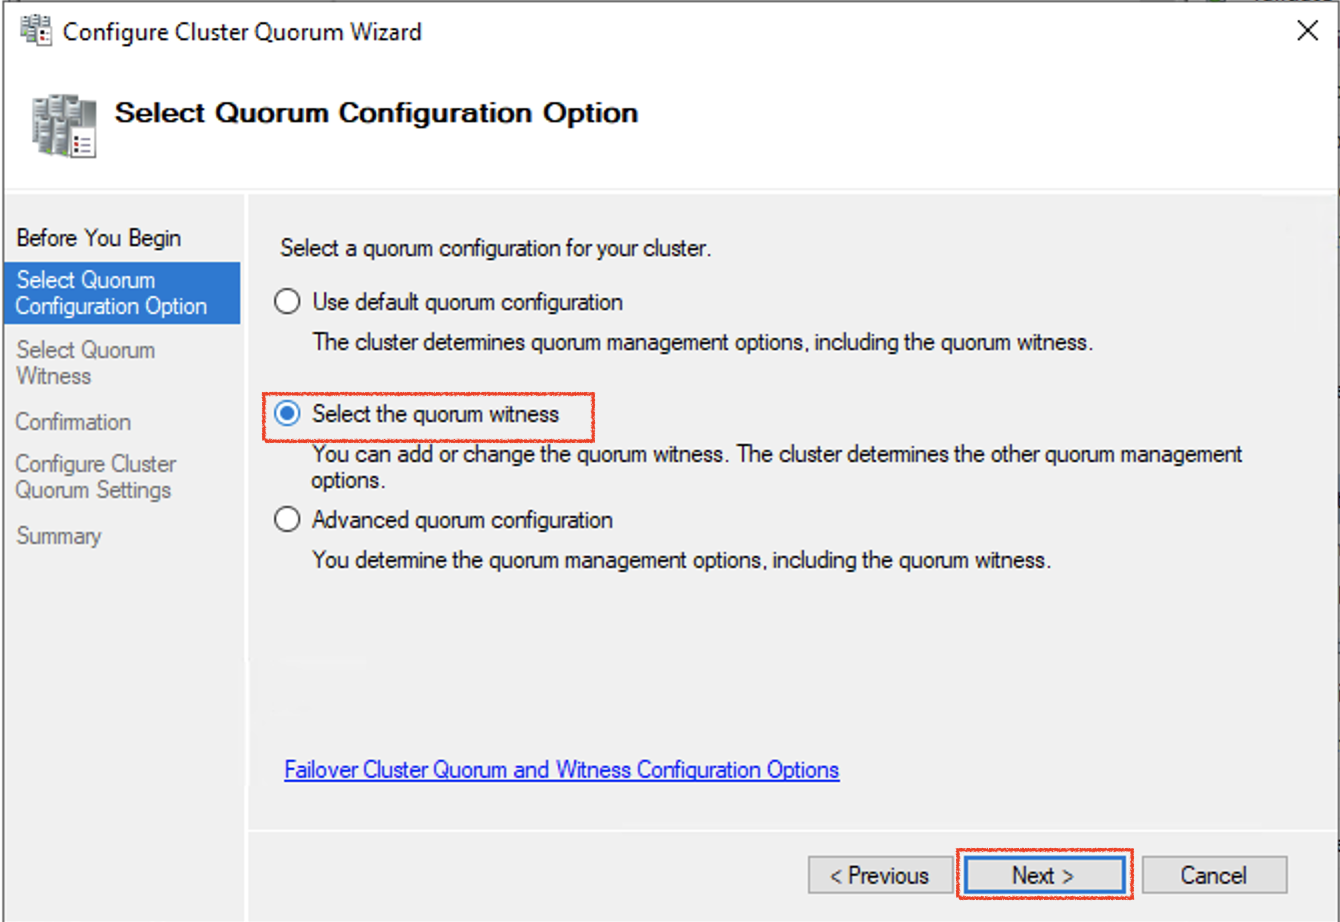 Configure Cluster Quorum Wizard
Select Quorum Configuration Option
Before You Begin
Select Quorum
Configuration Option
Select Quorum
Witness
Confirmation
Configure Cluster
Quorum Settings
Summary
Select a quorum configuration for your cluster.
Use default quorum configuration
The cluster determines quorum management options, including the quorum witness.
Select the quorum witness
You can add or change the quorum witness. The cluster determines the other quorum management
options.
Advanced quorum configuration
You determine the quorum management options, including the quorum witness.
Failover Cluster Quorum and Witness Configuration Options
< Previous
Next >
Cancel